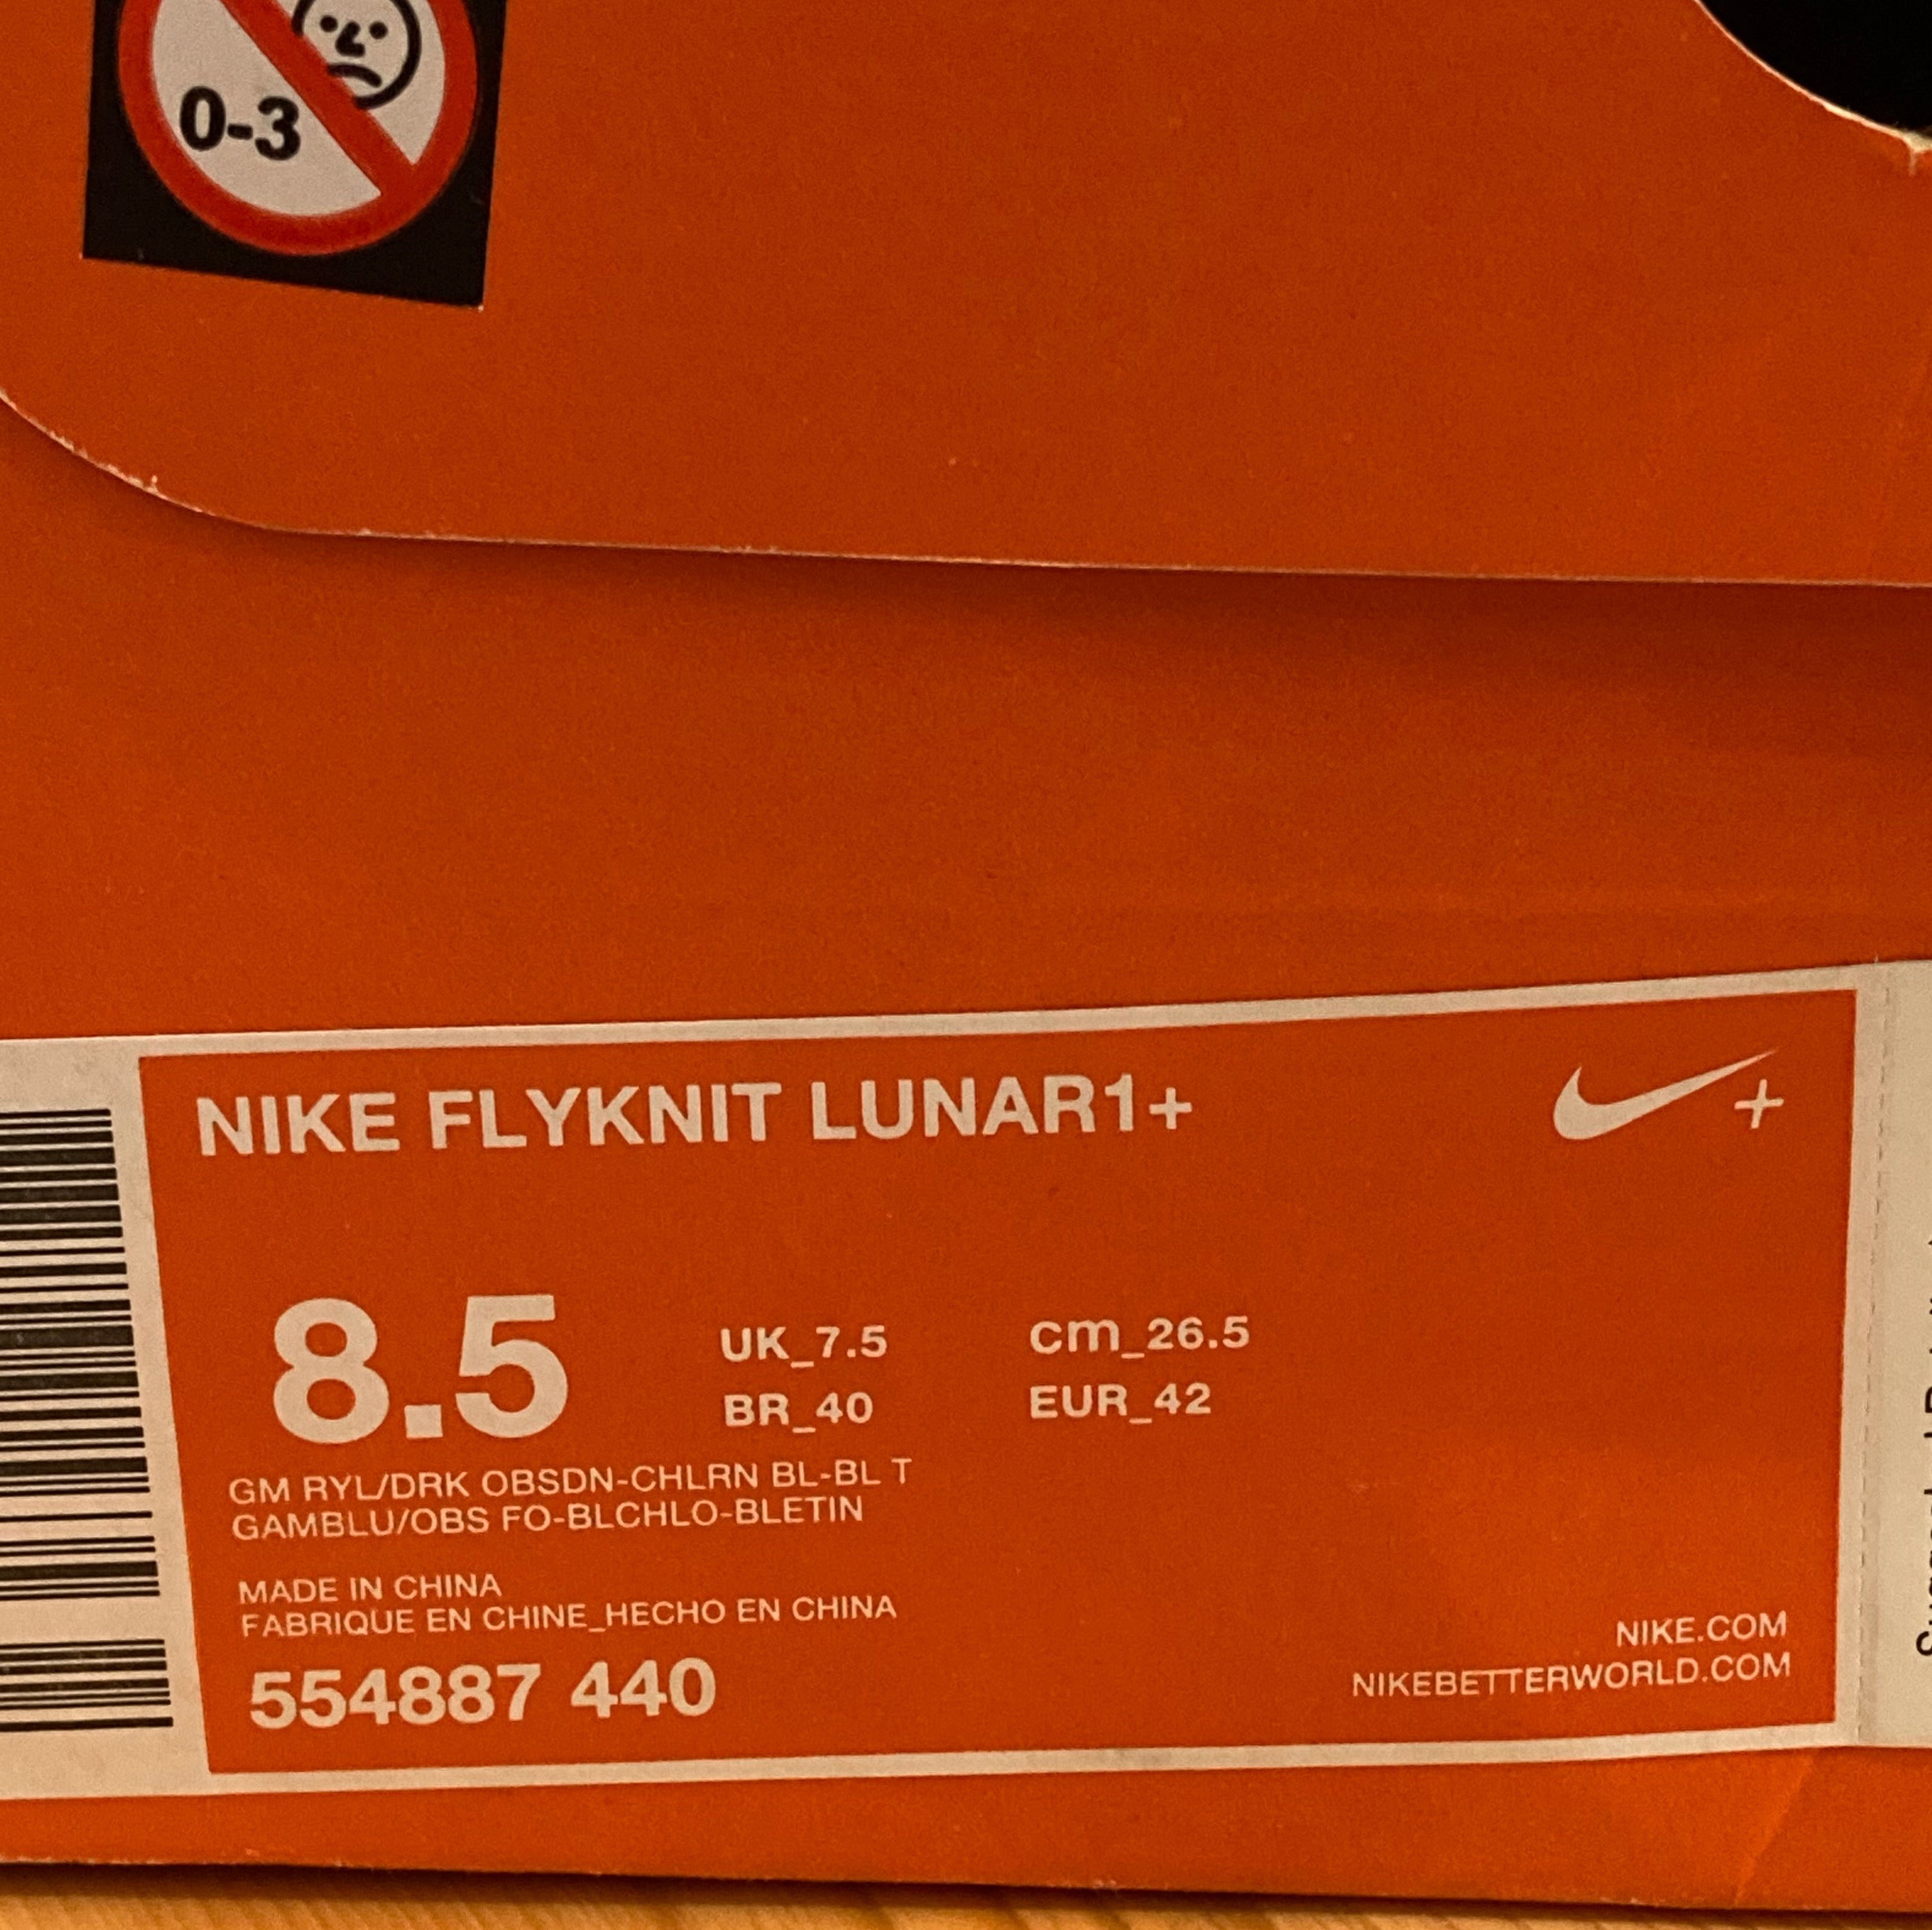 0-3
NIKE FLYKNIT LUNAR1+
8.5
UK_7.5 cm_26.5
BR_40 EUR_42
GM RYL/DRK OBSDN-CHLRN BL-BL T
GAMBLU/OBS FO-BLCHLO-BLETIN
MADE IN CHINA
FABRIQUE EN CHINE_HECHO EN CHINA
554887 440
NIKE.COM
NIKEBETTERWORLD.COM